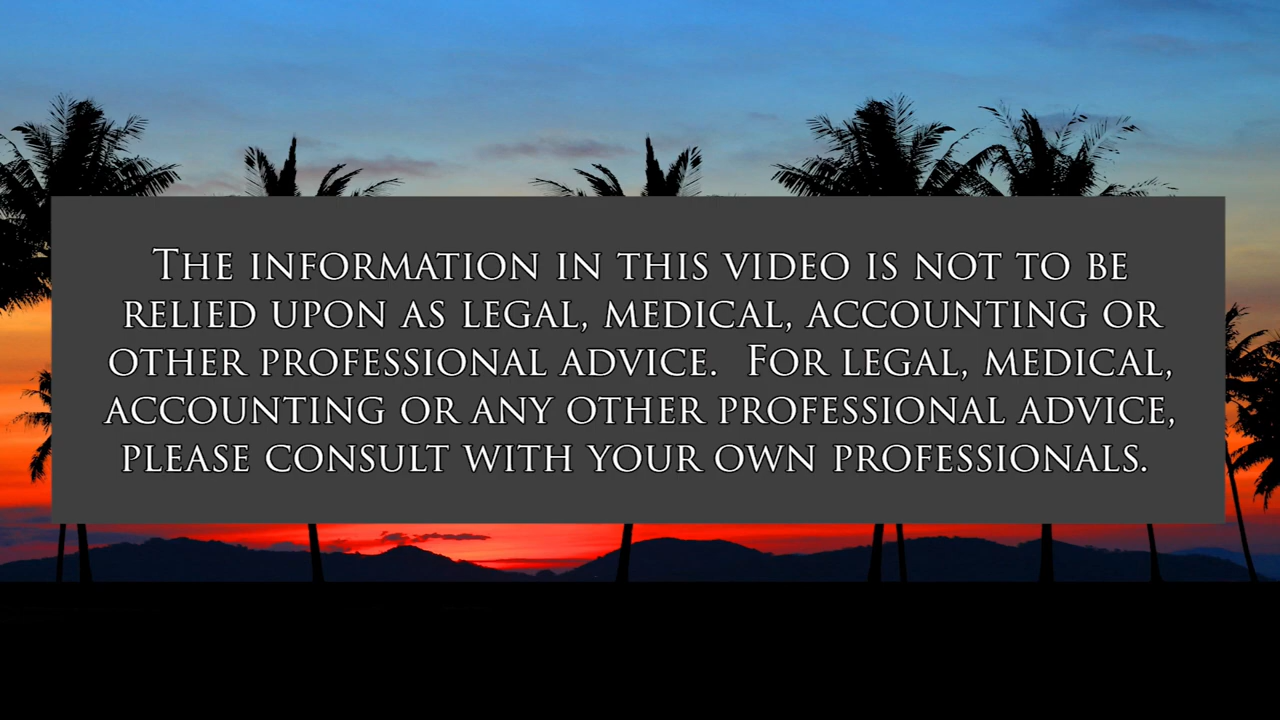 The information in this video is not to be
relied upon as legal, medical, accounting or
other professional advice.  For legal, medical,
accounting or any other professional advice,
please consult with your own professionals.